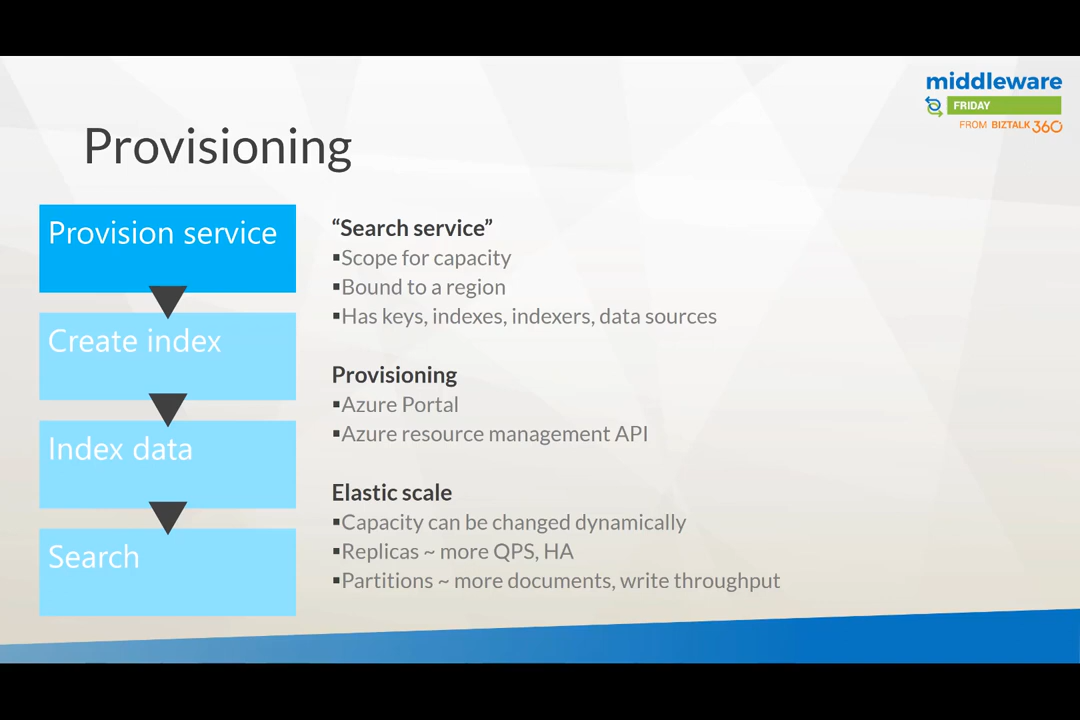 middleware
FRIDAY
FROM BIZTALK 360
Provisioning
Provision service
Create index
Index data
Search
“Search service”
▪Scope for capacity
▪Bound to a region
▪Has keys, indexes, indexers, data sources
Provisioning
▪Azure Portal
▪Azure resource management API
Elastic scale
▪Capacity can be changed dynamically
▪Replicas ~ more QPS, HA
▪Partitions ~ more documents, write throughput